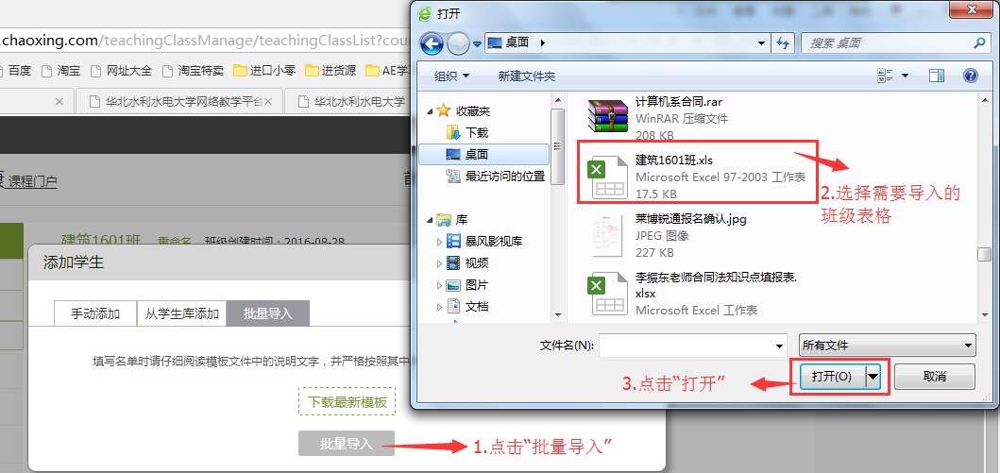 打开
.chaoxing.com/teachingClassManage/teachingClassList?cou
桌面
搜索 桌面
百度 淘宝 网址大全 淘宝特卖 进口小零 进货源 AE学
组织 新建文件夹
华北水利水电大学网络教学平台 华北水利水电大学
收藏夹
下载
桌面
最近访问的位置
库
暴风影视库
视频
图片
文档
计算机系合同.rar
WinRAR 压缩文件
208 KB
建筑1601班.xls
Microsoft Excel 97-2003 工作表
17.5 KB
莱博锐通报名确认.jpg
JPEG 图像
227 KB
李振东老师合同法知识点填报表.
xlsx
Microsoft Excel 工作表
2.选择需要导入的
班级表格
文件名(N):
所有文件
打开(O)
取消
3.点击“打开”
课程门户
建筑1601班 重命名 班级创建时间：2016-08-28
添加学生
手动添加 从学生库添加 批量导入
填写名单时请仔细阅读模板文件中的说明文字，并严格按照其中
下载最新模板
批量导入
1.点击“批量导入”